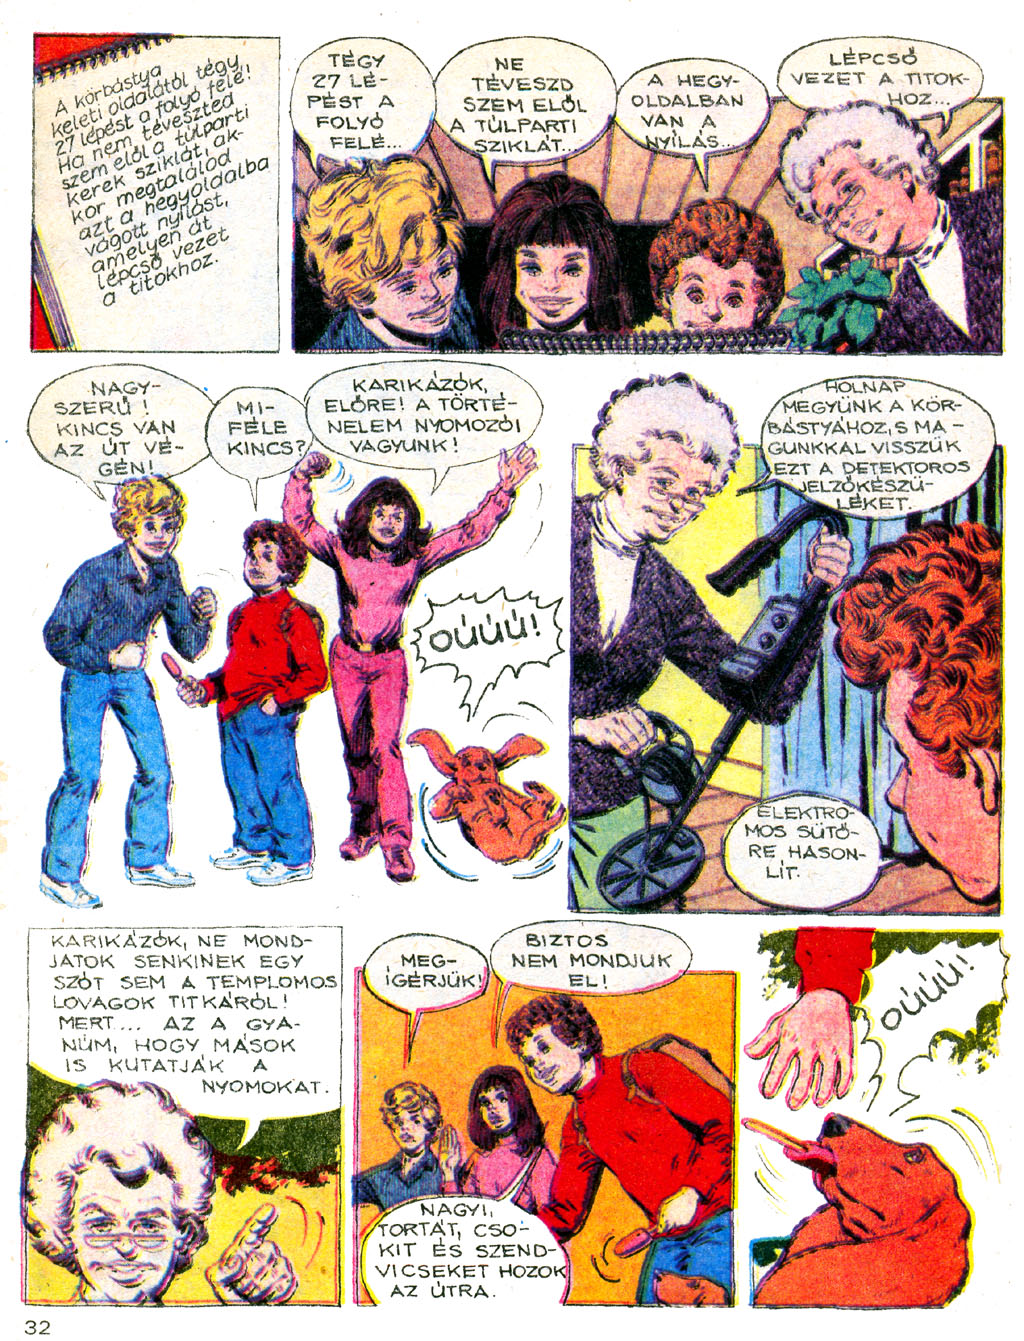 A körbástya
keleti oldalától tégy
27 lépést a folyó felé!
Ha nem téveszted
szem elől a túlparti
kerek sziklát, ak-
kor megtalálod
azt a hegyoldalba
vágott nyílást,
amelyen át
lépcső vezet
a titokhoz.
TÉGY
27 LÉ-
PÉST A
FOLYÓ
FELÉ...
NE
TÉVESZD
SZEM ELŐL
A TÚLPARTI
SZIKLÁT...
A HEGY-
OLDALBAN
VAN A
NYÍLÁS...
LÉPCSŐ
VEZET A TITOK-
HOZ...
NAGY-
SZERŰ!
KINCS VAN
AZ ÚT VÉ-
GÉN!
MI-
FÉLE
KINCS?
KARIKÁZÓK,
ELŐRE! A TÖRTÉ-
NELEM NYOMOZÓI
VAGYUNK!
OÚÚÚ!
HOLNAP
MEGYÜNK A KÖR-
BÁSTYÁHOZ, S MA-
GUNKKAL VISSZÜK
EZT A DETEKTOROS
JELZŐKÉSZÜ-
LÉKET.
ELEKTRO-
MOS SÜTŐ-
RE HASON-
LÍT.
KARIKÁZÓK, NE MOND-
JATOK SENKINEK EGY
SZÓT SEM A TEMPLOMOS
LOVAGOK TITKÁRÓL!
MERT... AZ A GYA-
NÚM, HOGY MÁSOK
IS KUTATJÁK A
NYOMOKAT.
MEG-
ÍGÉRJÜK!
BIZTOS
NEM MONDJUK
EL!
NAGYI,
TORTÁT, CSO-
KIT ÉS SZEND-
VICSEKET HOZOK
AZ ÚTRA.
OÚÚÚ!
32